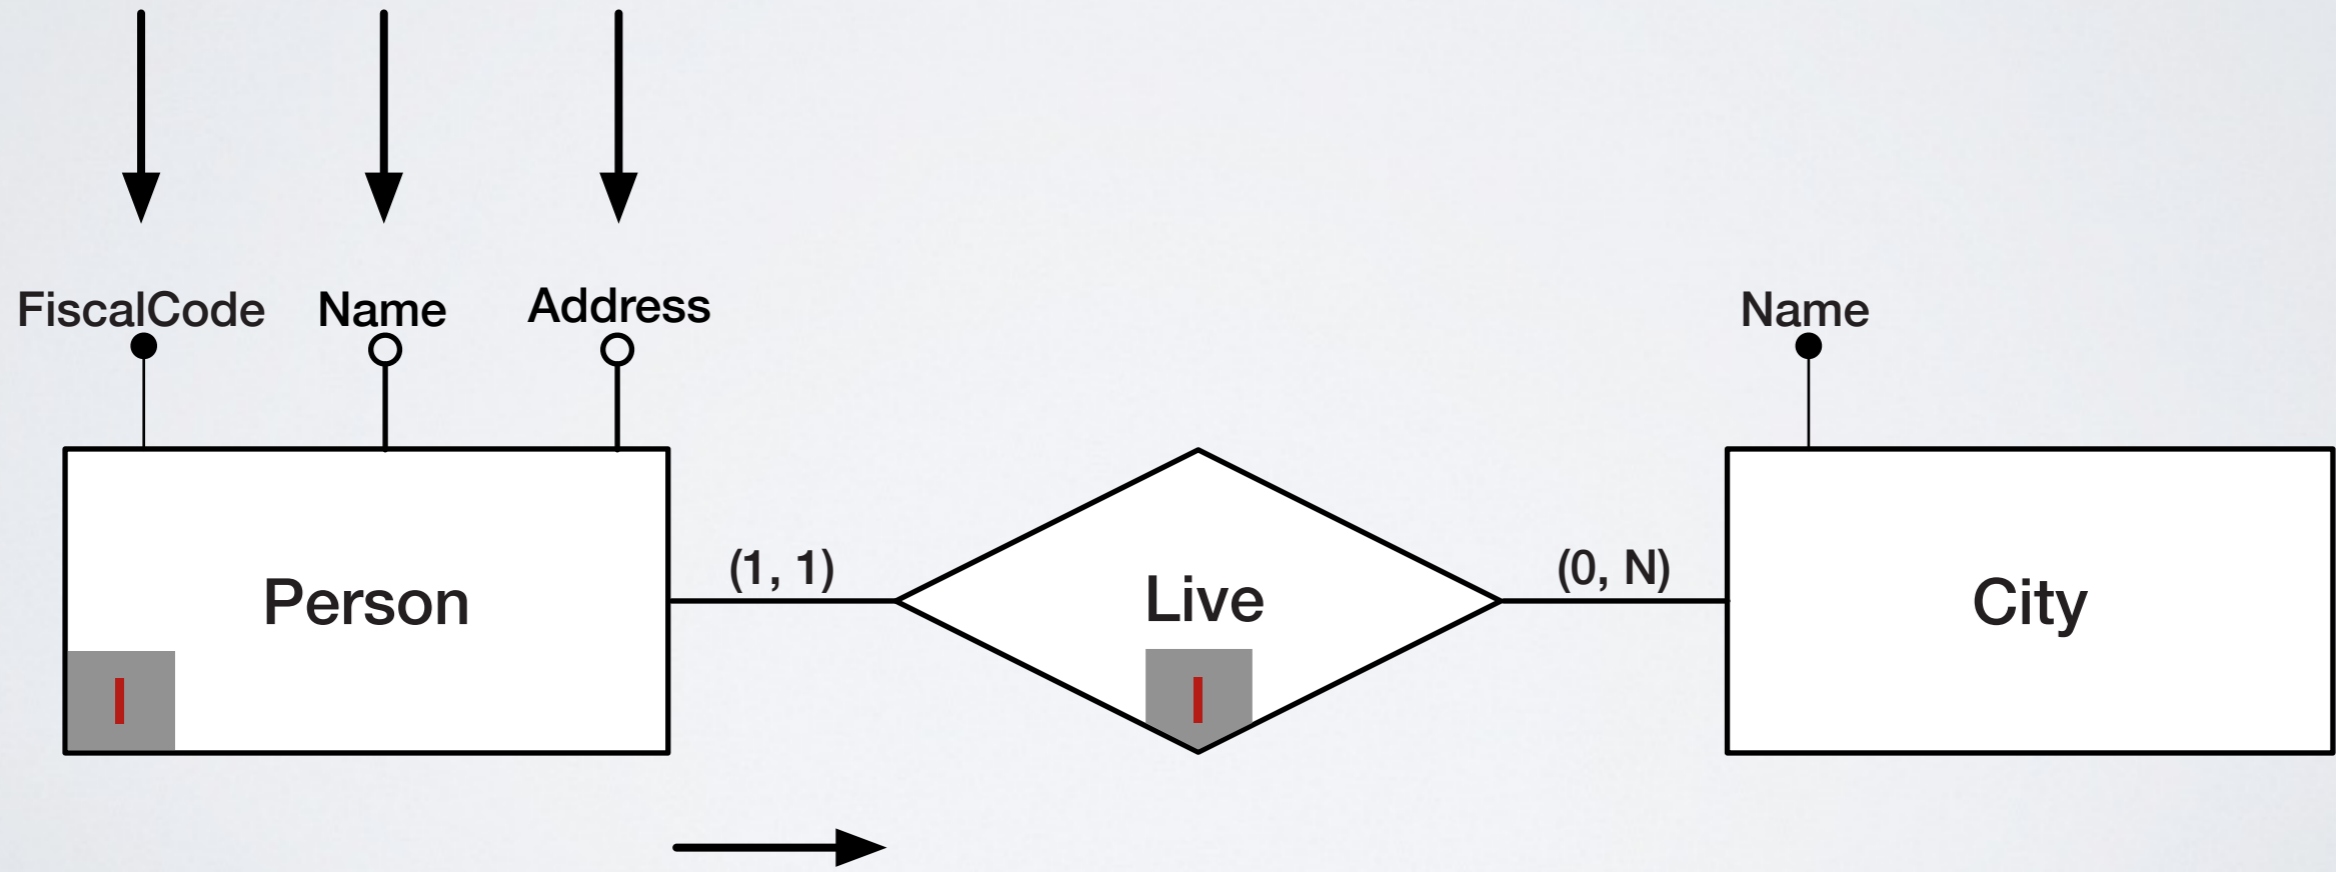 FiscalCode Name Address Name
(1, 1) (0, N)
Person Live City
I I